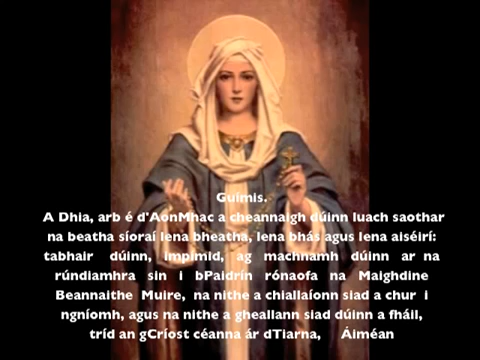 Guímis.
A Dhia, arb é d'AonMhac a cheannaigh dúinn luach saothar
na beatha síoraí lena bheatha, lena bhás agus lena aiséirí:
tabhair dúinn, impímid, ag machnamh dúinn ar na
rúndiamhra sin i bPaidrín rónaofa na Maighdine
Beannaithe Muire, na nithe a chiallaíonn siad a chur i
ngníomh, agus na nithe a gheallann siad dúinn a fháil,
tríd an gCríost céanna ár dTiarna, Áiméan